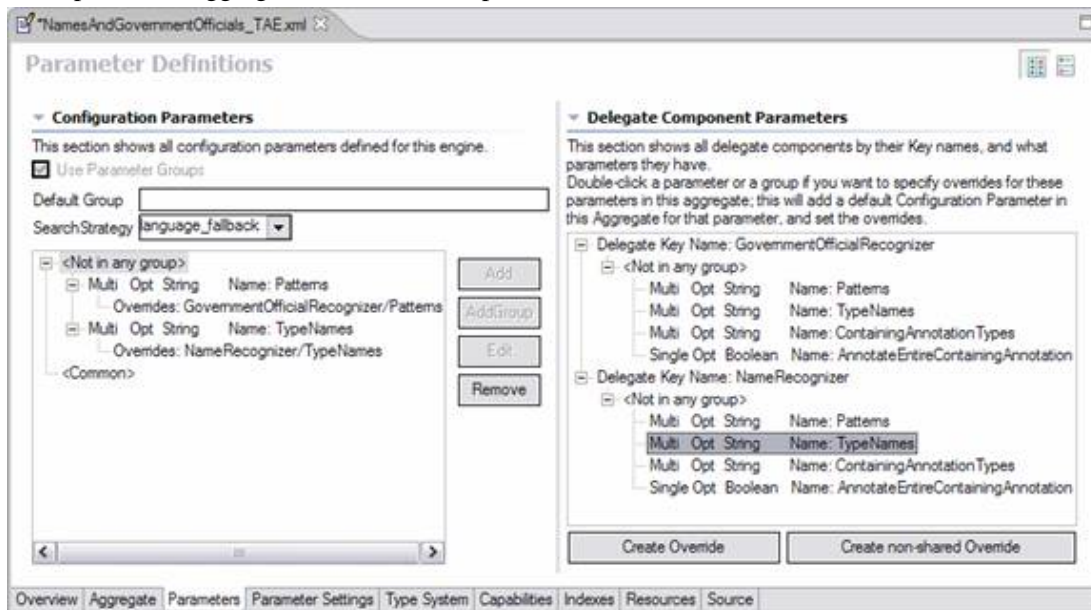 *NamesAndGovernmentOfficials_TAE.xml
Parameter Definitions
Configuration Parameters
This section shows all configuration parameters defined for this engine.
Use Parameter Groups
Default Group
SearchStrategy language_fallback
<Not in any group>
Multi Opt String Name: Patterns
Overrides: GovernmentOfficialRecognizer/Patterns
Multi Opt String Name: TypeNames
Overrides: NameRecognizer/TypeNames
<Common>
Add
AddGroup
Edit
Remove
Delegate Component Parameters
This section shows all delegate components by their Key names, and what
parameters they have.
Double-click a parameter or a group if you want to specify overrides for these
parameters in this aggregate; this will add a default Configuration Parameter in
this Aggregate for that parameter, and set the overrides.
Delegate Key Name: GovernmentOfficialRecognizer
<Not in any group>
Multi Opt String Name: Patterns
Multi Opt String Name: TypeNames
Multi Opt String Name: ContainingAnnotationTypes
Single Opt Boolean Name: AnnotateEntireContainingAnnotation
Delegate Key Name: NameRecognizer
<Not in any group>
Multi Opt String Name: Patterns
Multi Opt String Name: TypeNames
Multi Opt String Name: ContainingAnnotationTypes
Single Opt Boolean Name: AnnotateEntireContainingAnnotation
Create Override Create non-shared Override
Overview Aggregate Parameters Parameter Settings Type System Capabilities Indexes Resources Source